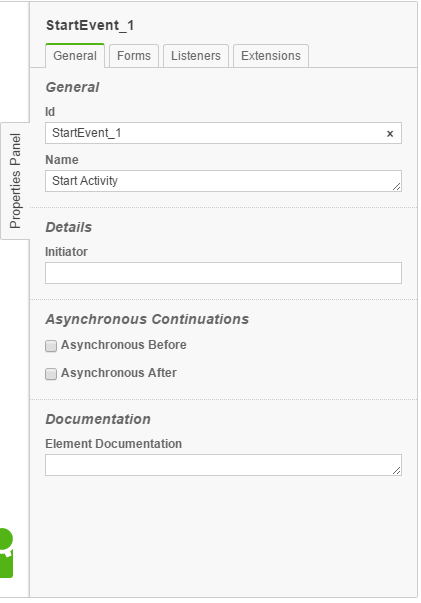 StartEvent_1
General Forms Listeners Extensions
General
Id
StartEvent_1 ×
Name
Start Activity
Properties Panel
Details
Initiator
Asynchronous Continuations
Asynchronous Before
Asynchronous After
Documentation
Element Documentation